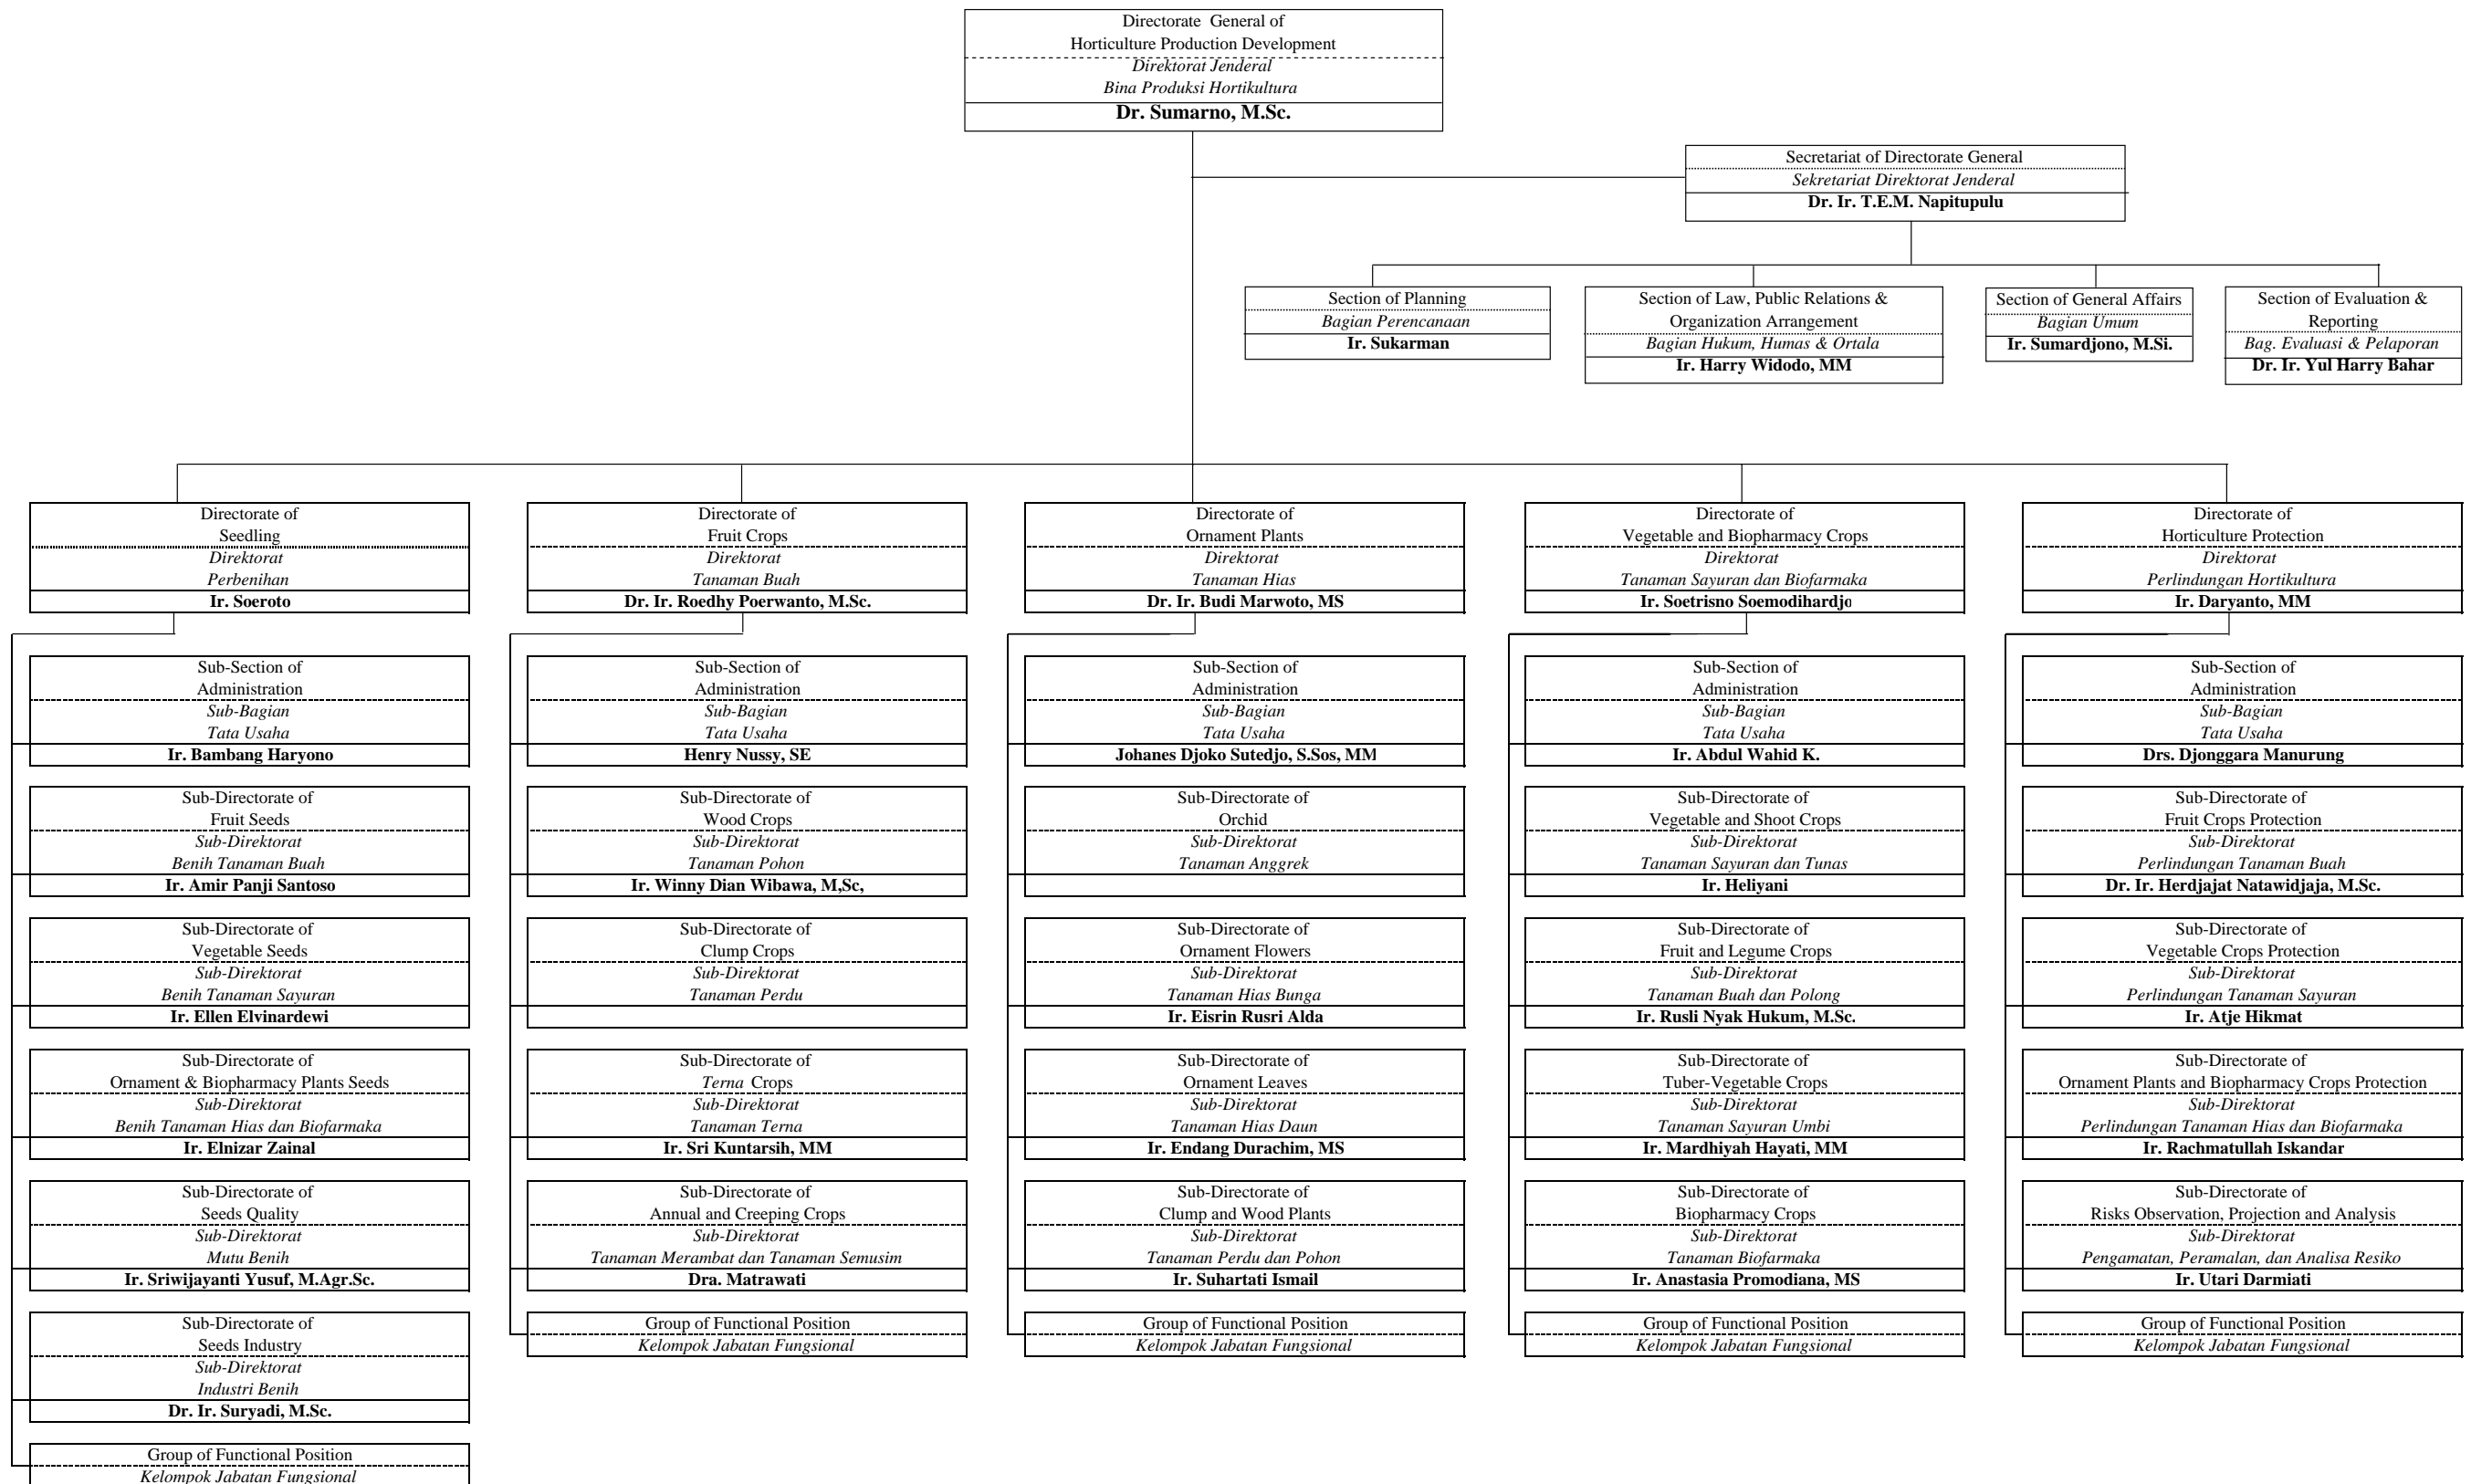 Directorate General of
Horticulture Production Development
Direktorat Jenderal
Bina Produksi Hortikultura
Dr. Sumarno, M.Sc.
Secretariat of Directorate General
Sekretariat Direktorat Jenderal
Dr. Ir. T.E.M. Napitupulu
Section of Planning
Bagian Perencanaan
Ir. Sukarman
Section of Law, Public Relations &
Organization Arrangement
Bagian Hukum, Humas & Ortala
Ir. Harry Widodo, MM
Section of General Affairs
Bagian Umum
Ir. Sumardjono, M.Si.
Section of Evaluation &
Reporting
Bag. Evaluasi & Pelaporan
Dr. Ir. Yul Harry Bahar
Directorate of
Seedling
Direktorat
Perbenihan
Ir. Soeroto
Sub-Section of
Administration
Sub-Bagian
Tata Usaha
Ir. Bambang Haryono
Sub-Directorate of
Fruit Seeds
Sub-Direktorat
Benih Tanaman Buah
Ir. Amir Panji Santoso
Sub-Directorate of
Vegetable Seeds
Sub-Direktorat
Benih Tanaman Sayuran
Ir. Ellen Elvinardewi
Sub-Directorate of
Ornament & Biopharmacy Plants Seeds
Sub-Direktorat
Benih Tanaman Hias dan Biofarmaka
Ir. Elnizar Zainal
Sub-Directorate of
Seeds Quality
Sub-Direktorat
Mutu Benih
Ir. Sriwijayanti Yusuf, M.Agr.Sc.
Sub-Directorate of
Seeds Industry
Sub-Direktorat
Industri Benih
Dr. Ir. Suryadi, M.Sc.
Group of Functional Position
Kelompok Jabatan Fungsional
Directorate of
Fruit Crops
Direktorat
Tanaman Buah
Dr. Ir. Roedhy Poerwanto, M.Sc.
Sub-Section of
Administration
Sub-Bagian
Tata Usaha
Henry Nussy, SE
Sub-Directorate of
Wood Crops
Sub-Direktorat
Tanaman Pohon
Ir. Winny Dian Wibawa, M,Sc,
Sub-Directorate of
Clump Crops
Sub-Direktorat
Tanaman Perdu
Sub-Directorate of
Terna Crops
Sub-Direktorat
Tanaman Terna
Ir. Sri Kuntarsih, MM
Sub-Directorate of
Annual and Creeping Crops
Sub-Direktorat
Tanaman Merambat dan Tanaman Semusim
Dra. Matrawati
Group of Functional Position
Kelompok Jabatan Fungsional
Directorate of
Ornament Plants
Direktorat
Tanaman Hias
Dr. Ir. Budi Marwoto, MS
Sub-Section of
Administration
Sub-Bagian
Tata Usaha
Johanes Djoko Sutedjo, S.Sos, MM
Sub-Directorate of
Orchid
Sub-Direktorat
Tanaman Anggrek
Sub-Directorate of
Ornament Flowers
Sub-Direktorat
Tanaman Hias Bunga
Ir. Eisrin Rusri Alda
Sub-Directorate of
Ornament Leaves
Sub-Direktorat
Tanaman Hias Daun
Ir. Endang Durachim, MS
Sub-Directorate of
Clump and Wood Plants
Sub-Direktorat
Tanaman Perdu dan Pohon
Ir. Suhartati Ismail
Group of Functional Position
Kelompok Jabatan Fungsional
Directorate of
Vegetable and Biopharmacy Crops
Direktorat
Tanaman Sayuran dan Biofarmaka
Ir. Soetrisno Soemodihardjo
Sub-Section of
Administration
Sub-Bagian
Tata Usaha
Ir. Abdul Wahid K.
Sub-Directorate of
Vegetable and Shoot Crops
Sub-Direktorat
Tanaman Sayuran dan Tunas
Ir. Heliyani
Sub-Directorate of
Fruit and Legume Crops
Sub-Direktorat
Tanaman Buah dan Polong
Ir. Rusli Nyak Hukum, M.Sc.
Sub-Directorate of
Tuber-Vegetable Crops
Sub-Direktorat
Tanaman Sayuran Umbi
Ir. Mardhiyah Hayati, MM
Sub-Directorate of
Biopharmacy Crops
Sub-Direktorat
Tanaman Biofarmaka
Ir. Anastasia Promodiana, MS
Group of Functional Position
Kelompok Jabatan Fungsional
Directorate of
Horticulture Protection
Direktorat
Perlindungan Hortikultura
Ir. Daryanto, MM
Sub-Section of
Administration
Sub-Bagian
Tata Usaha
Drs. Djonggara Manurung
Sub-Directorate of
Fruit Crops Protection
Sub-Direktorat
Perlindungan Tanaman Buah
Dr. Ir. Herdjajat Natawidjaja, M.Sc.
Sub-Directorate of
Vegetable Crops Protection
Sub-Direktorat
Perlindungan Tanaman Sayuran
Ir. Atje Hikmat
Sub-Directorate of
Ornament Plants and Biopharmacy Crops Protection
Sub-Direktorat
Perlindungan Tanaman Hias dan Biofarmaka
Ir. Rachmatullah Iskandar
Sub-Directorate of
Risks Observation, Projection and Analysis
Sub-Direktorat
Pengamatan, Peramalan, dan Analisa Resiko
Ir. Utari Darmiati
Group of Functional Position
Kelompok Jabatan Fungsional